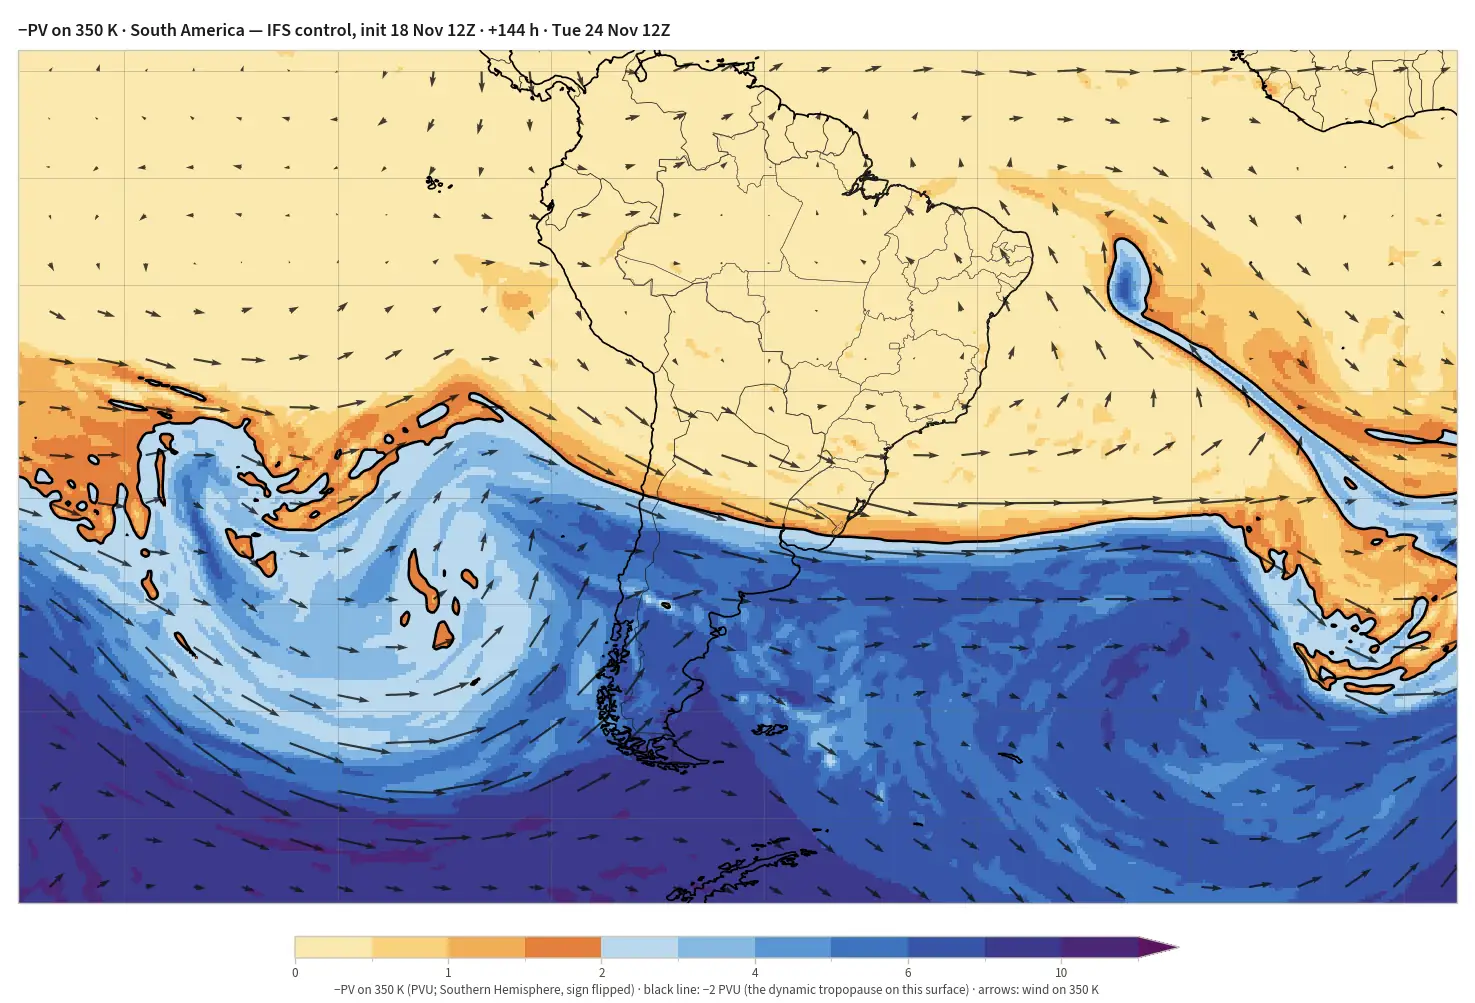 −PV on 350 K · South America — IFS control, init 18 Nov 12Z · +144 h · Tue 24 Nov 12Z
0 1 2 4 6 10
−PV on 350 K (PVU; Southern Hemisphere, sign flipped) · black line: −2 PVU (the dynamic tropopause on this surface) · arrows: wind on 350 K